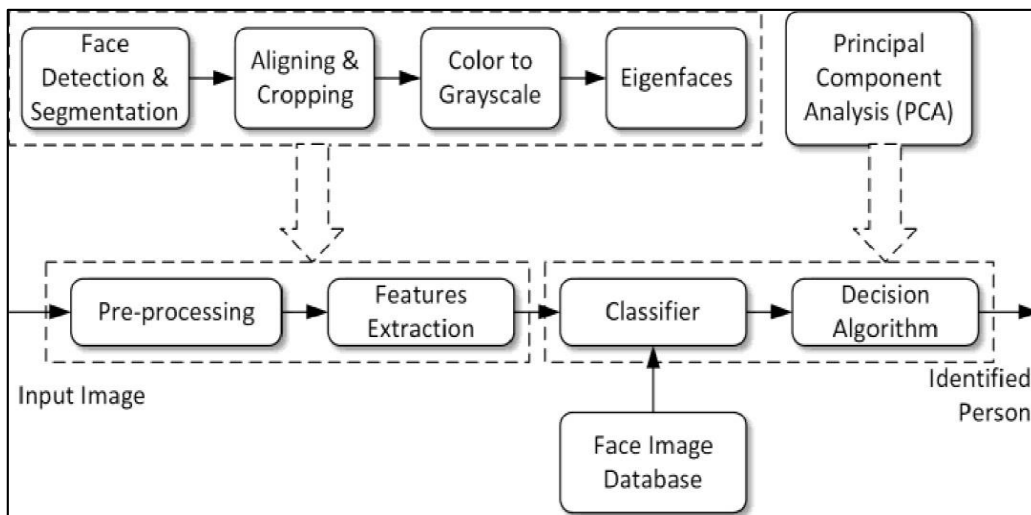 Face
Detection &
Segmentation
Aligning &
Cropping
Color to
Grayscale
Eigenfaces
Principal
Component
Analysis (PCA)
Pre-processing
Features
Extraction
Classifier
Decision
Algorithm
Input Image
Identified
Person
Face Image
Database